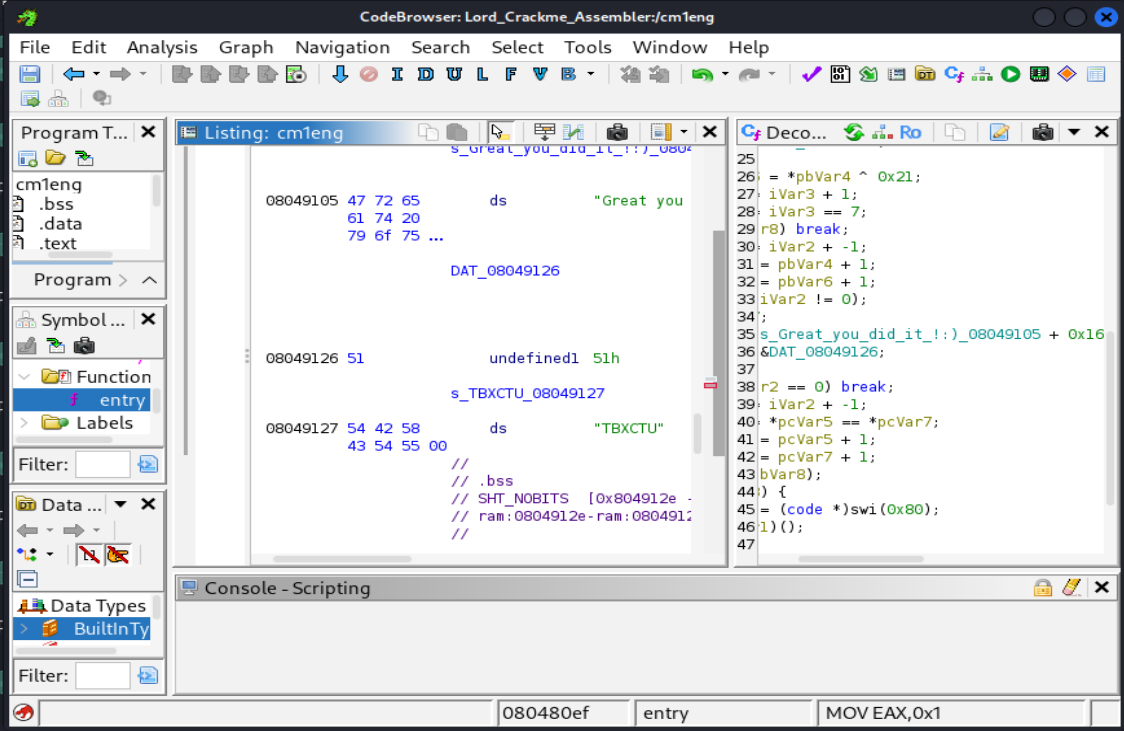 CodeBrowser: Lord_Crackme_Assembler:/cm1eng
File Edit Analysis Graph Navigation Search Select Tools Window Help
I D U L F V B
Program T...
cm1eng
.bss
.data
.text
Program >
Symbol ...
Function
f entry
Labels
Filter:
Data ...
Data Types
BuiltInTy
Filter:
Listing: cm1eng
s_Great_you_did_it_!:)_0804
08049105 47 72 65 ds "Great you
61 74 20
79 6f 75 ...
DAT_08049126
08049126 51 undefined1 51h
s_TBXCTU_08049127
08049127 54 42 58 ds "TBXCTU"
43 54 55 00
//
// .bss
// SHT_NOBITS [0x804912e -
// ram:0804912e-ram:0804912
//
Deco... Ro
25
26 = *pbVar4 ^ 0x21;
27 iVar3 + 1;
28 iVar3 == 7;
29 r8) break;
30 iVar2 + -1;
31 = pbVar4 + 1;
32 = pbVar6 + 1;
33 iVar2 != 0);
34 ;
35 s_Great_you_did_it_!:)_08049105 + 0x16
36 &DAT_08049126;
37
38 r2 == 0) break;
39 iVar2 + -1;
40 *pcVar5 == *pcVar7;
41 = pcVar5 + 1;
42 = pcVar7 + 1;
43 bVar8);
44 ) {
45 = (code *)swi(0x80);
46 1)();
47
Console - Scripting
080480ef entry MOV EAX,0x1